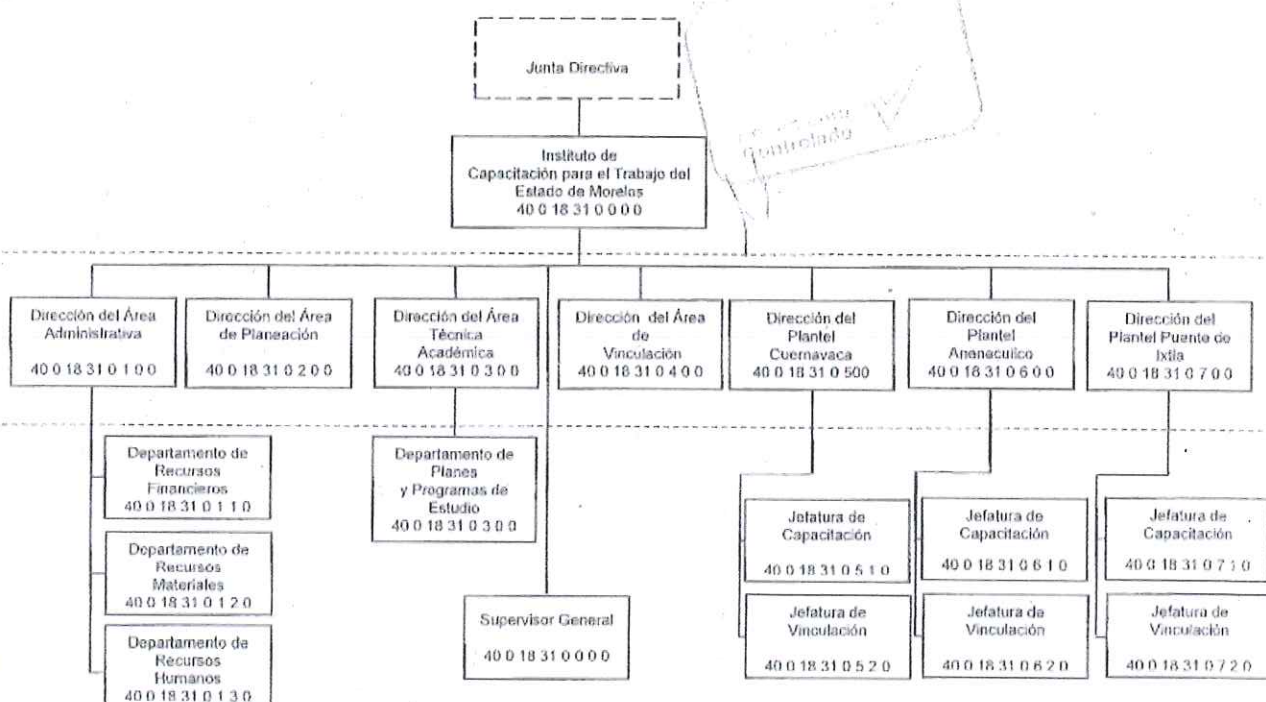 Junta Directiva
Instituto de
Capacitación para el Trabajo del
Estado de Morelos
40 0 18 31 0 0 0 0
Dirección del Área
Administrativa
40 0 18 31 0 1 0 0
Dirección del Área
de Planeación
40 0 18 31 0 2 0 0
Dirección del Área
Técnica
Académica
40 0 18 31 0 3 0 0
Dirección del Área
de
Vinculación
40 0 18 31 0 4 0 0
Dirección del
Plantel
Cuernavaca
40 0 18 31 0 500
Dirección del
Plantel
40 0 18 31 0 6 0 0
Dirección del
Plantel Puente de
Ixtla
40 0 18 31 0 7 0 0
Departamento de
Recursos
Financieros
40 0 18 31 0 1 1 0
Departamento de
Recursos
Materiales
40 0 18 31 0 1 2 0
Departamento de
Recursos
Humanos
40 0 18 31 0 1 3 0
Departamento de
Planes
y Programas de
Estudio
40 0 18 31 0 3 0 0
Supervisor General
40 0 18 31 0 0 0 0
Jefatura de
Capacitación
40 0 18 31 0 5 1 0
Jefatura de
Vinculación
40 0 18 31 0 5 2 0
Jefatura de
Capacitación
40 0 18 31 0 6 1 0
Jefatura de
Vinculación
40 0 18 31 0 6 2 0
Jefatura de
Capacitación
40 0 18 31 0 7 1 0
Jefatura de
Vinculación
40 0 18 31 0 7 2 0